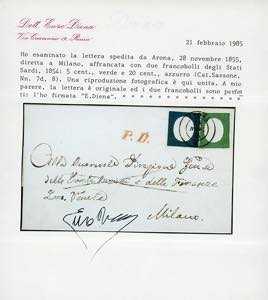 Dott. Enzo Diena
21 febbraio 1985
Ho esaminato la lettera spedita da Arona, 28 novembre 1855,
diretta a Milano, affrancata con due francobolli degli Stati
Sardi, 1854: 5 cent., verde e 20 cent., azzurro (Cat.Sassone,
Nn. 7d, 8). Una riproduzione fotografica è qui unita. A mio
parere, la lettera è originale ed i due francobolli sono perfet
ti: l'ho firmata "E.Diena".
P.D.
delle e delle Finanze
Milano.